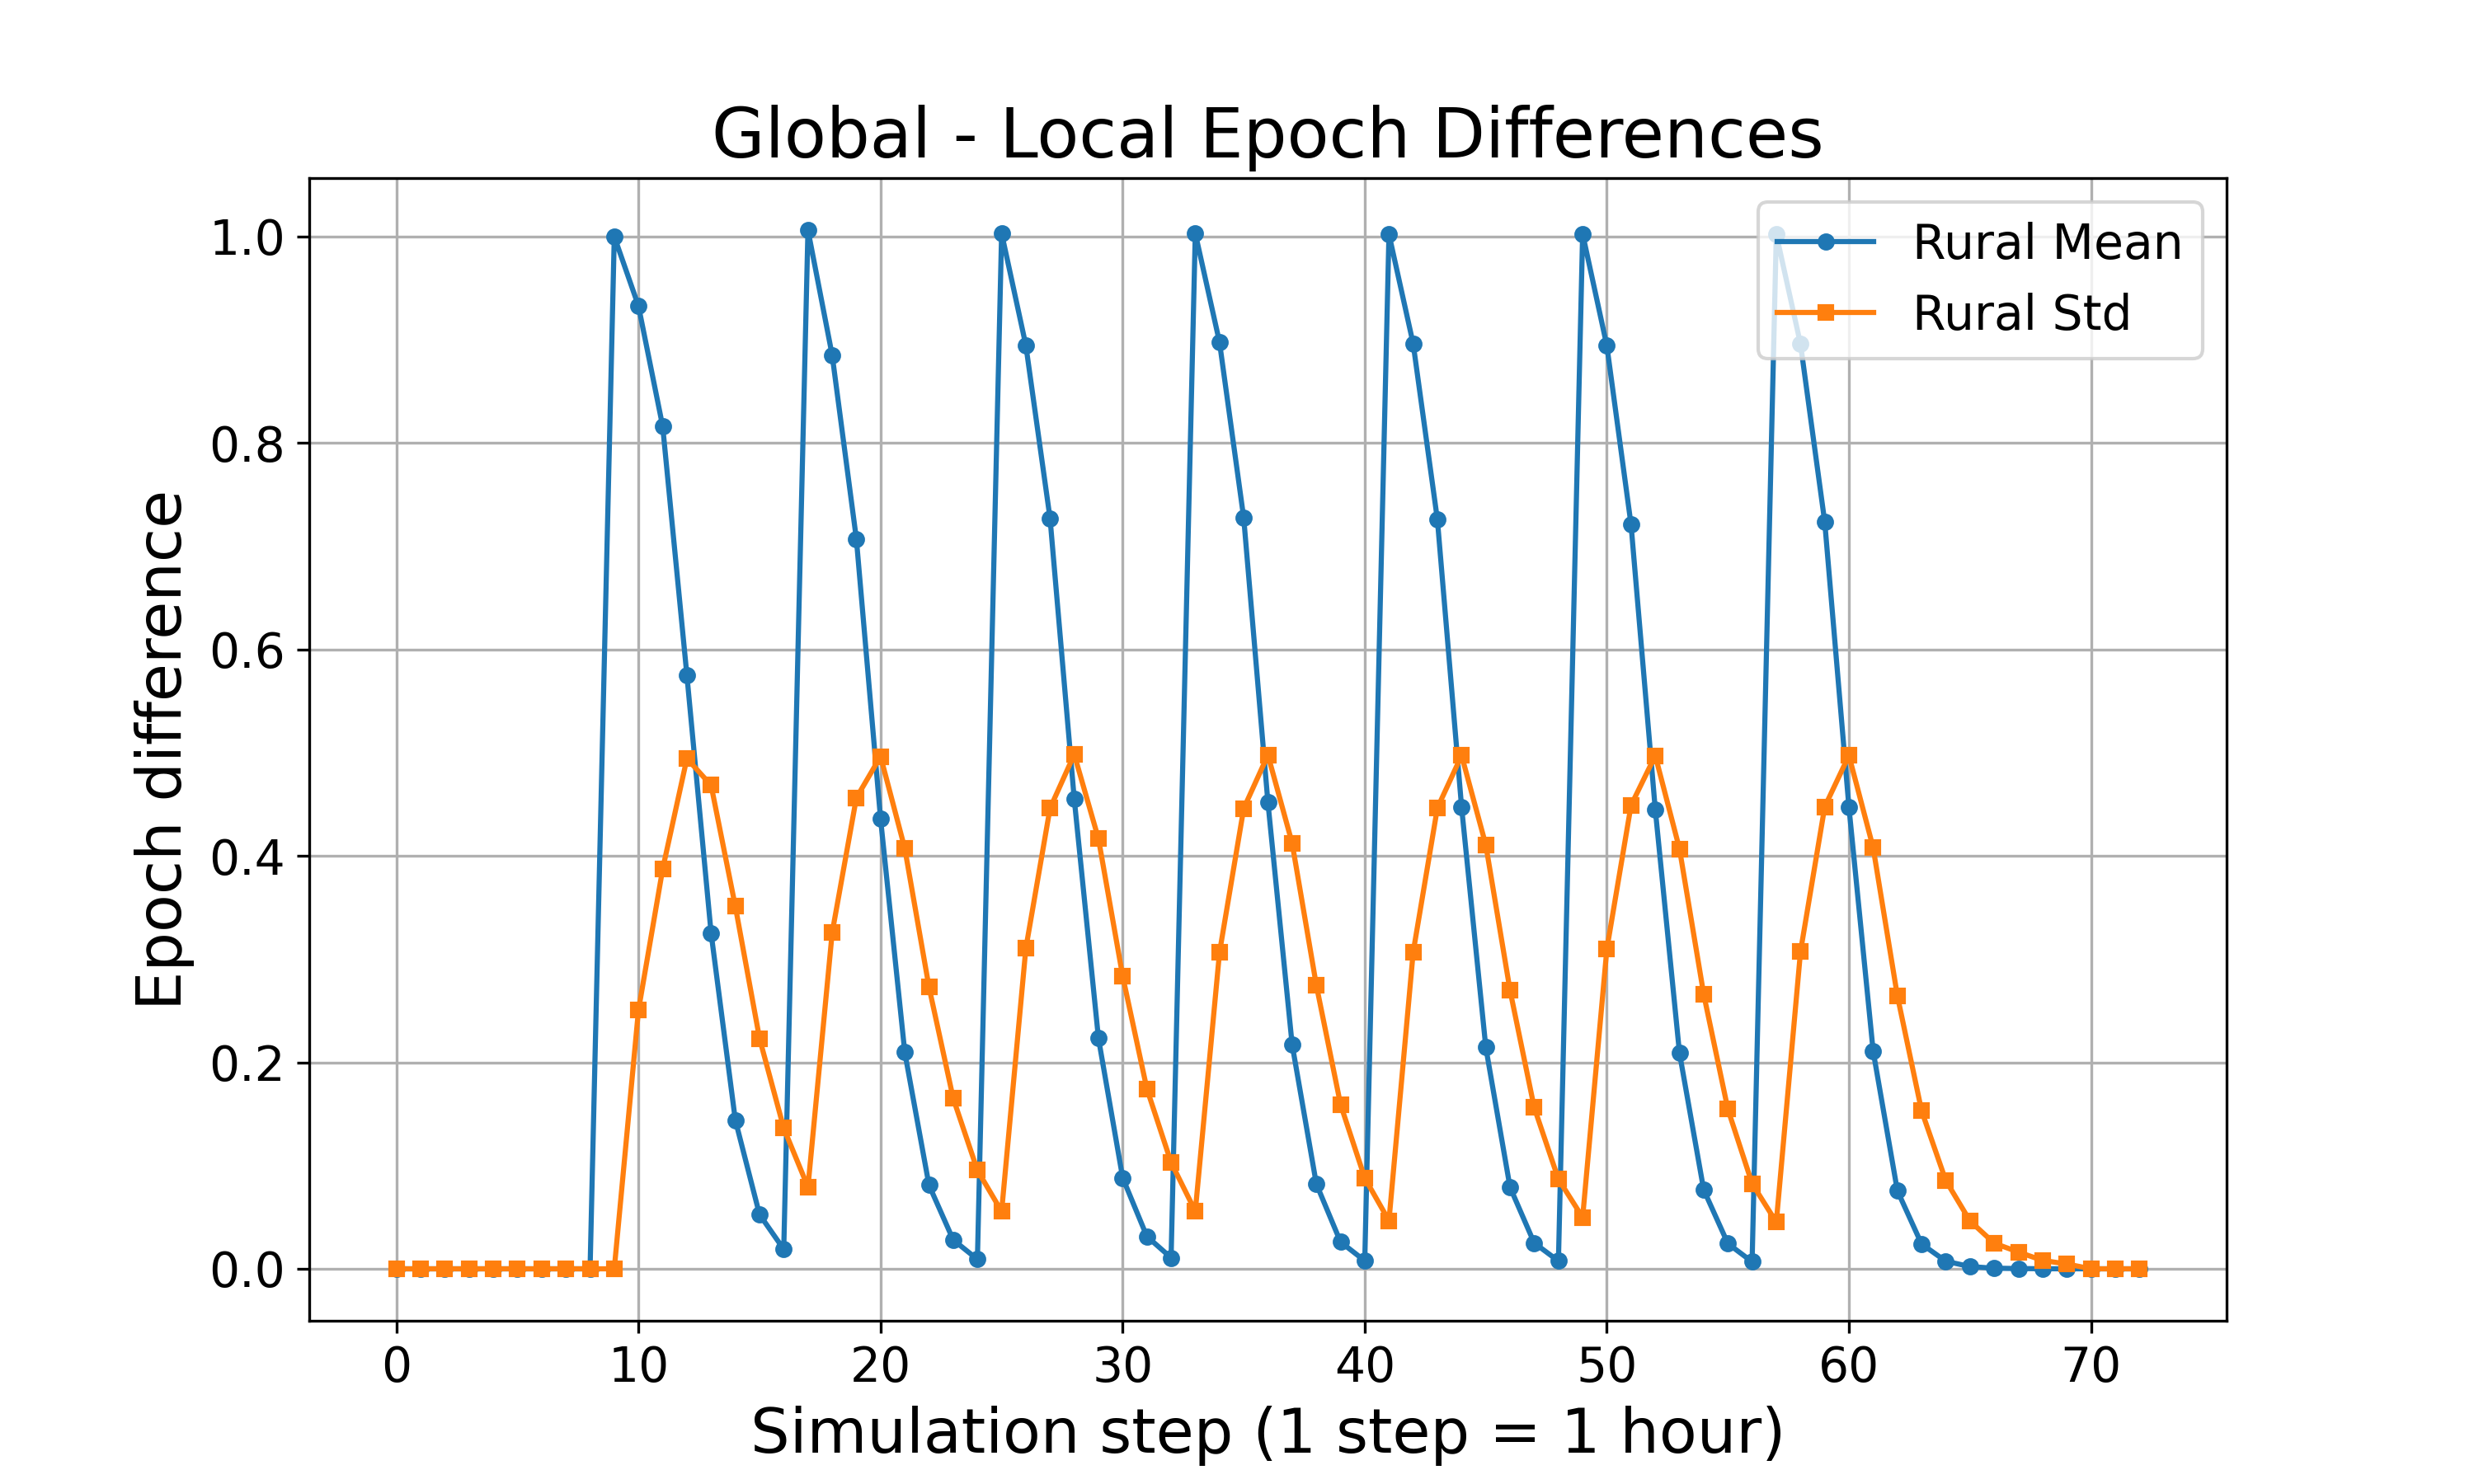 Global - Local Epoch Differences
Rural Mean
Rural Std
Epoch difference
1.0
0.8
0.6
0.4
0.2
0.0
0 10 20 30 40 50 60 70
Simulation step (1 step = 1 hour)